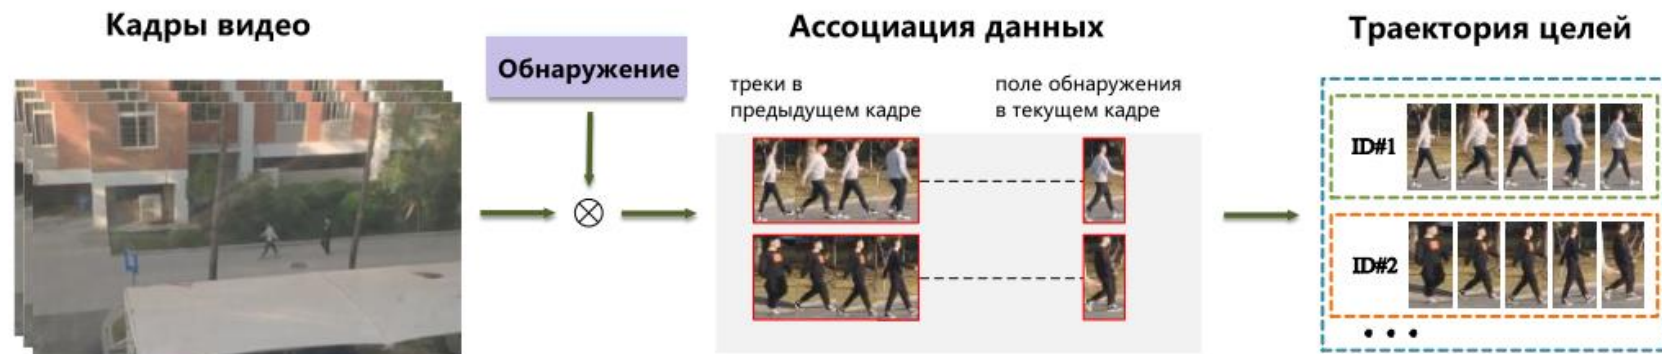 Кадры видео
Обнаружение
Ассоциация данных
треки в
предыдущем кадре
поле обнаружения
в текущем кадре
Траектория целей
ID#1
ID#2
• • •